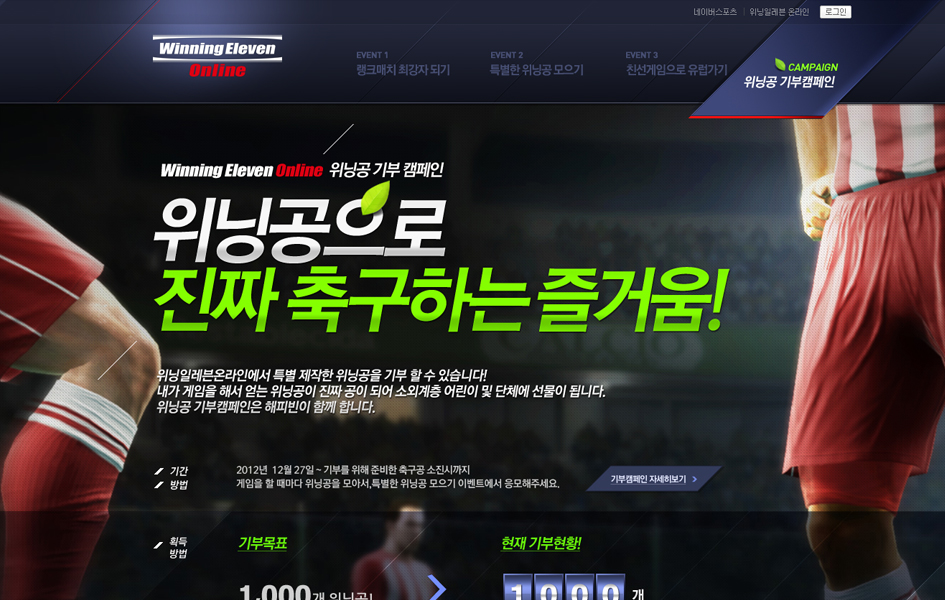 네이버스포츠 위닝일레븐 온라인 로그인
Winning Eleven
Online
EVENT 1
랭크매치 최강자 되기
EVENT 2
특별한 위닝공 모으기
EVENT 3
친선게임으로 유럽가기
CAMPAIGN
위닝공 기부캠페인
Winning Eleven Online 위닝공 기부 캠페인
위닝공으로
진짜 축구하는 즐거움!
위닝일레븐온라인에서 특별 제작한 위닝공을 기부 할 수 있습니다!
내가 게임을 해서 얻는 위닝공이 진짜 공이 되어 소외계층 어린이 및 단체에 선물이 됩니다.
위닝공 기부캠페인은 해피빈이 함께 합니다.
기간
2012년 12월 27일 ~ 기부를 위해 준비한 축구공 소진시까지
방법
게임을 할 때마다 위닝공을 모아서,특별한 위닝공 모으기 이벤트에서 응모해주세요.
기부캠페인 자세히보기
획득
방법
기부목표
현재 기부현황!
1,000개 위닝공!
1000 개